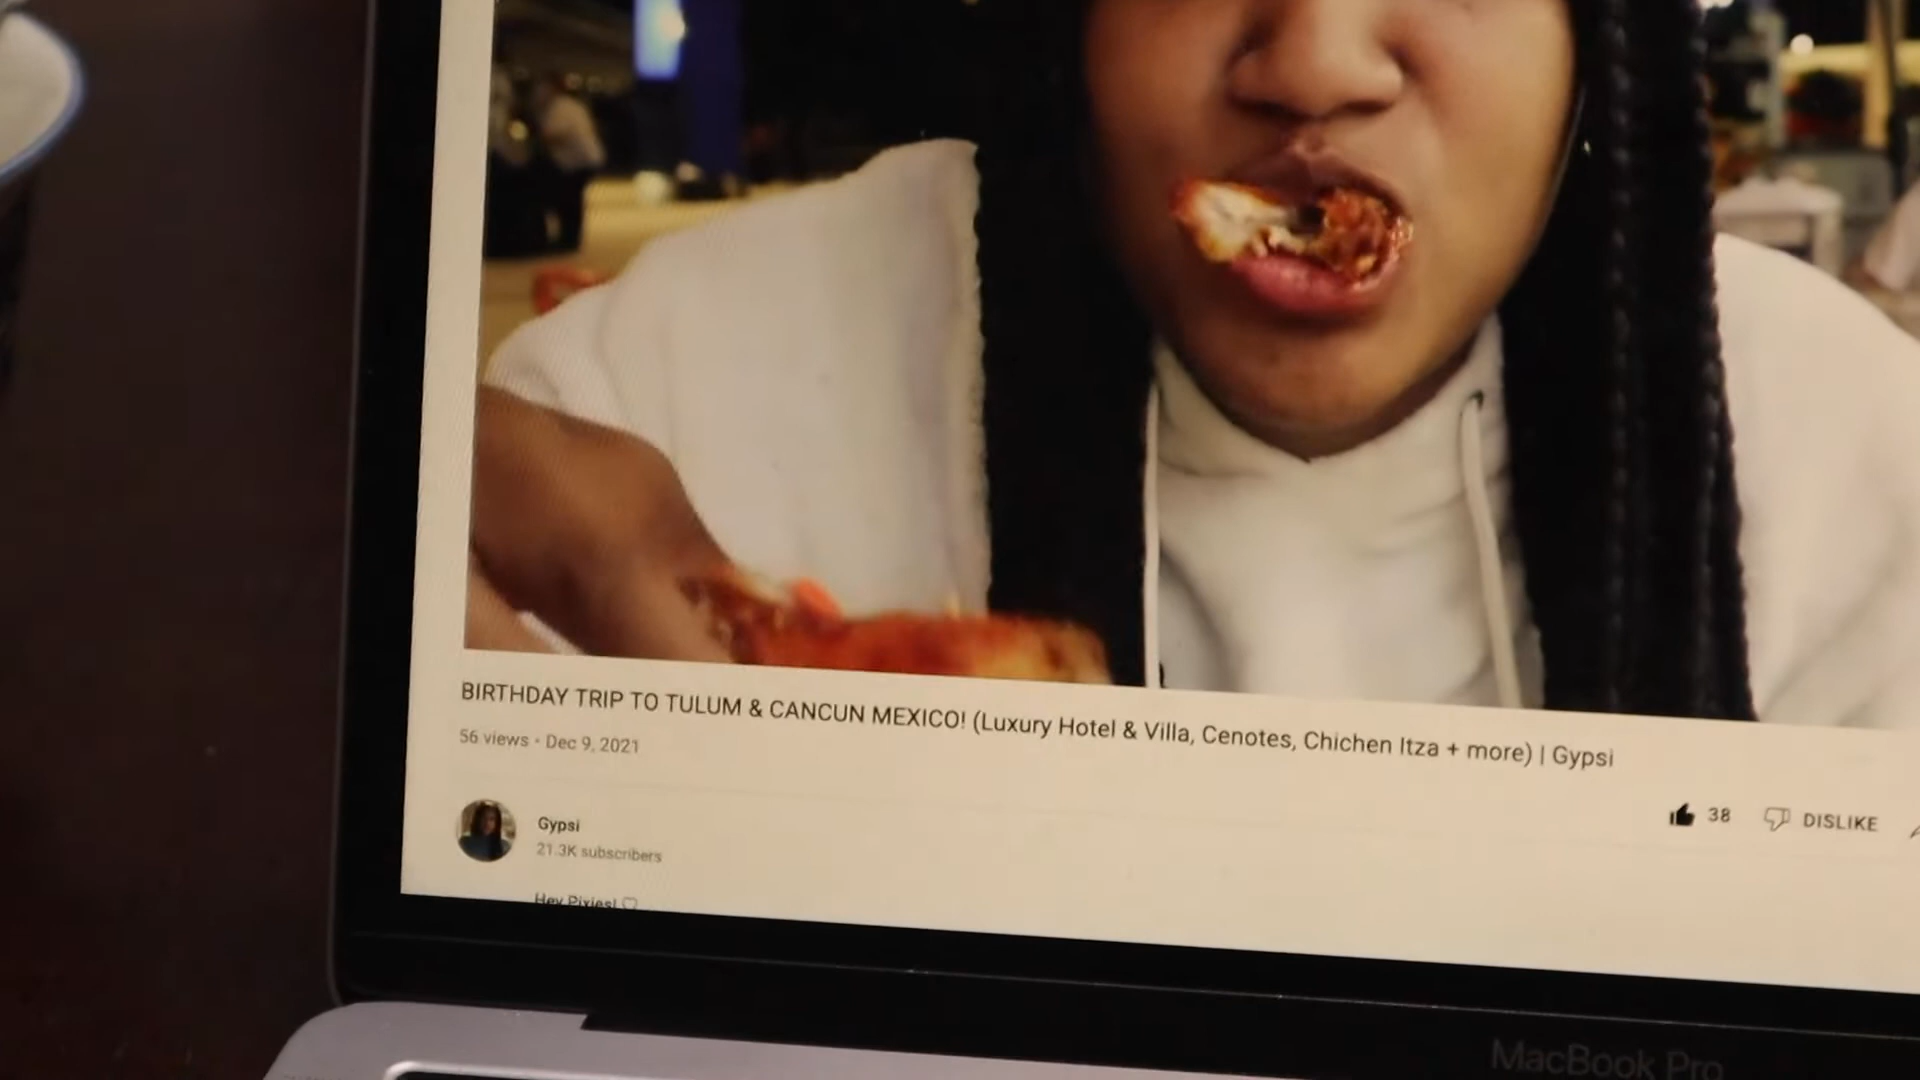 BIRTHDAY TRIP TO TULUM & CANCUN MEXICO! (Luxury Hotel & Villa, Cenotes, Chichen Itza + more) | Gypsi
56 views • Dec 9, 2021
38 DISLIKE
Gypsi
21.3K subscribers
Hey Pixies! ♡
MacBook Pro